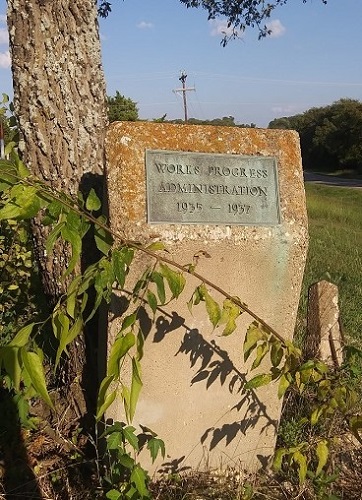 WORKS PROGRESS
ADMINISTRATION
1935 - 1937